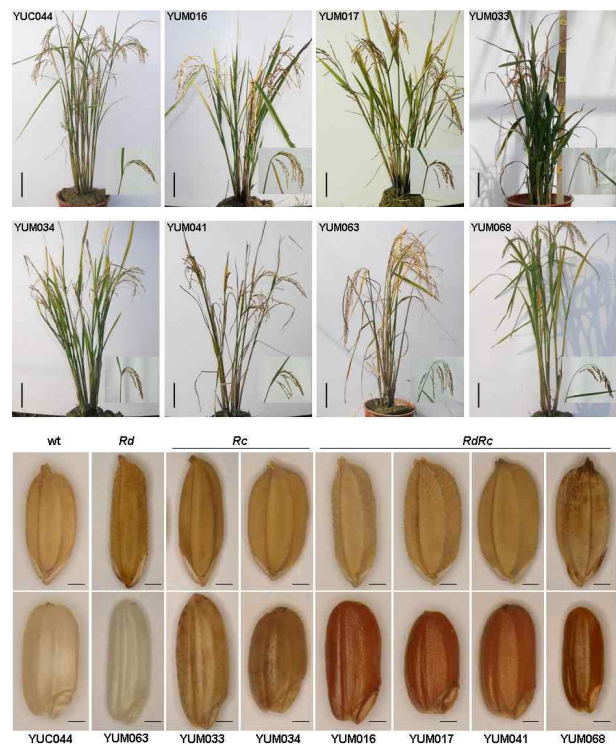 YUC044 YUM016 YUM017 YUM033
YUM034 YUM041 YUM063 YUM068
wt Rd Rc RdRc
YUC044 YUM063 YUM033 YUM034 YUM016 YUM017 YUM041 YUM068